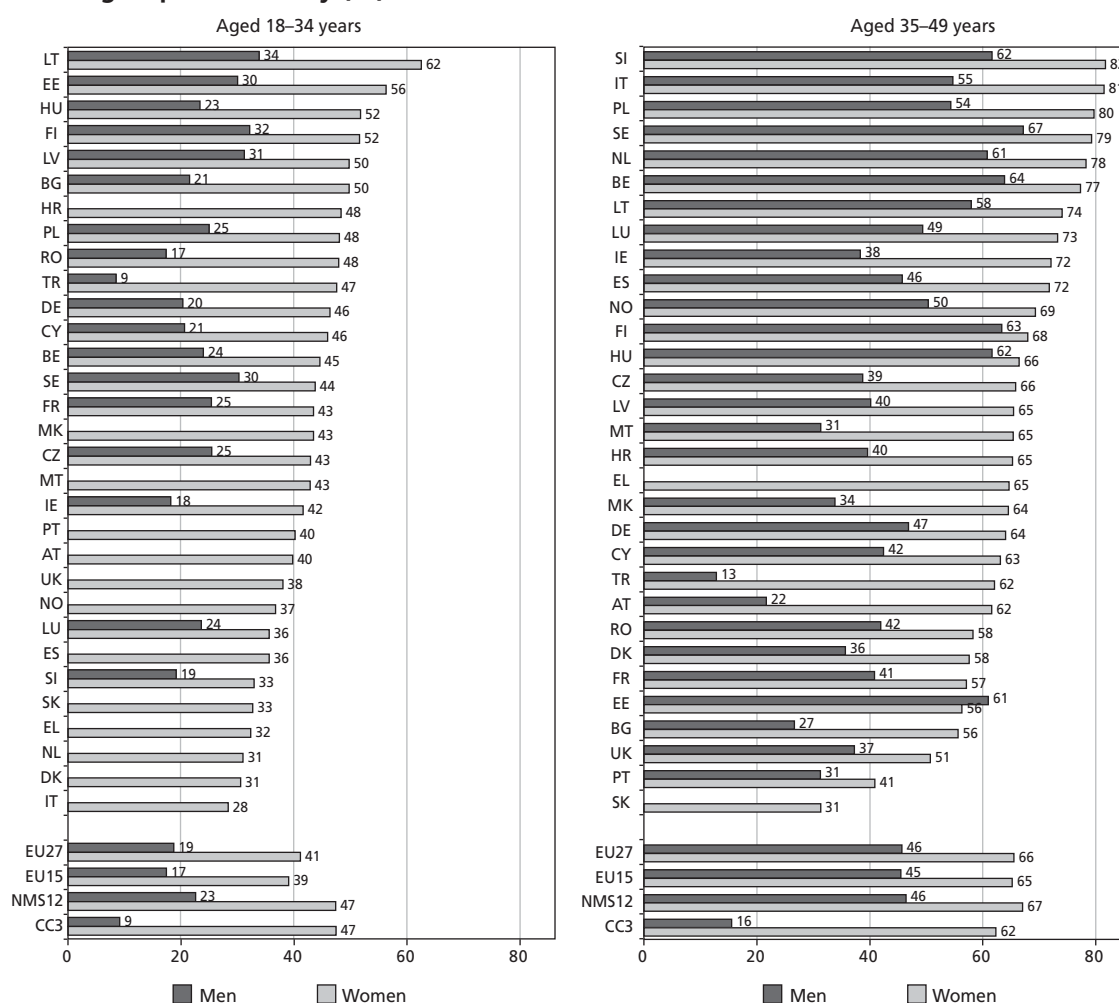 Aged 18–34 years
LT 34 62
EE 30 56
HU 23 52
FI 32 52
LV 31 50
BG 21 50
HR 48
PL 25 48
RO 17 48
TR 9 47
DE 20 46
CY 21 46
BE 24 45
SE 30 44
FR 25 43
MK 43
CZ 25 43
MT 43
IE 18 42
PT 40
AT 40
UK 38
NO 37
LU 24 36
ES 36
SI 19 33
SK 33
EL 32
NL 31
DK 31
IT 28
EU27 19 41
EU15 17 39
NMS12 23 47
CC3 9 47
0 20 40 60 80
Men Women
Aged 35–49 years
SI 62
IT 55 81
PL 54 80
SE 67 79
NL 61 78
BE 64 77
LT 58 74
LU 49 73
IE 38 72
ES 46 72
NO 50 69
FI 63 68
HU 62 66
CZ 39 66
LV 40 65
MT 31 65
HR 40 65
EL 65
MK 34 64
DE 47 64
CY 42 63
TR 13 62
AT 22 62
RO 42 58
DK 36 58
FR 41 57
EE 61 56
BG 27 56
UK 37 51
PT 31 41
SK 31
EU27 46 66
EU15 45 65
NMS12 46 67
CC3 16 62
0 20 40 60 80
Men Women